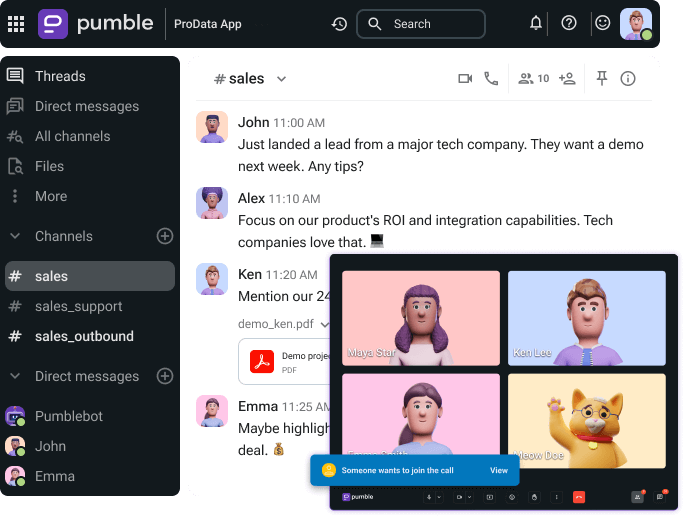 pumble
ProData App
Search
# sales
10
Threads
Direct messages
All channels
Files
More
Channels
# sales
# sales_support
# sales_outbound
Direct messages
Pumblebot
John
Emma
John 11:00 AM
Just landed a lead from a major tech company. They want a demo
next week. Any tips?
Alex 11:10 AM
Focus on our product's ROI and integration capabilities. Tech
companies love that.
Ken 11:20 AM
Mention our 24
demo_ken.pdf
Demo proje
PDF
Emma 11:25 AM
Maybe highligh
deal.
Maya Star
Ken Lee
Meow Doe
Someone wants to join the call
View
pumble